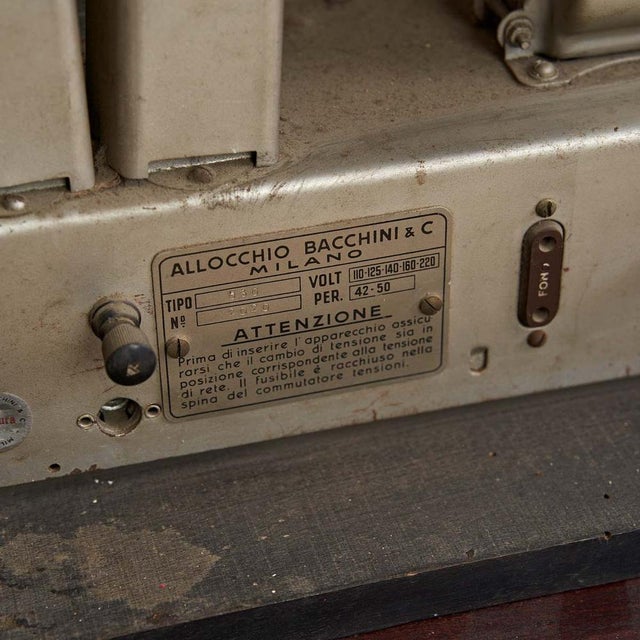 ALLOCCHIO BACCHINI & C
MILANO
TIPO
VOLT 110-125-140-160-220
Nº
PER. 42-50
ATTENZIONE
Prima di inserire l'apparecchio assicu
rarsi che il cambio di tensione sia in
posizione corrispondente alla tensione
di rete. Il fusibile è racchiuso nella
spina del commutatore tensioni.
FON